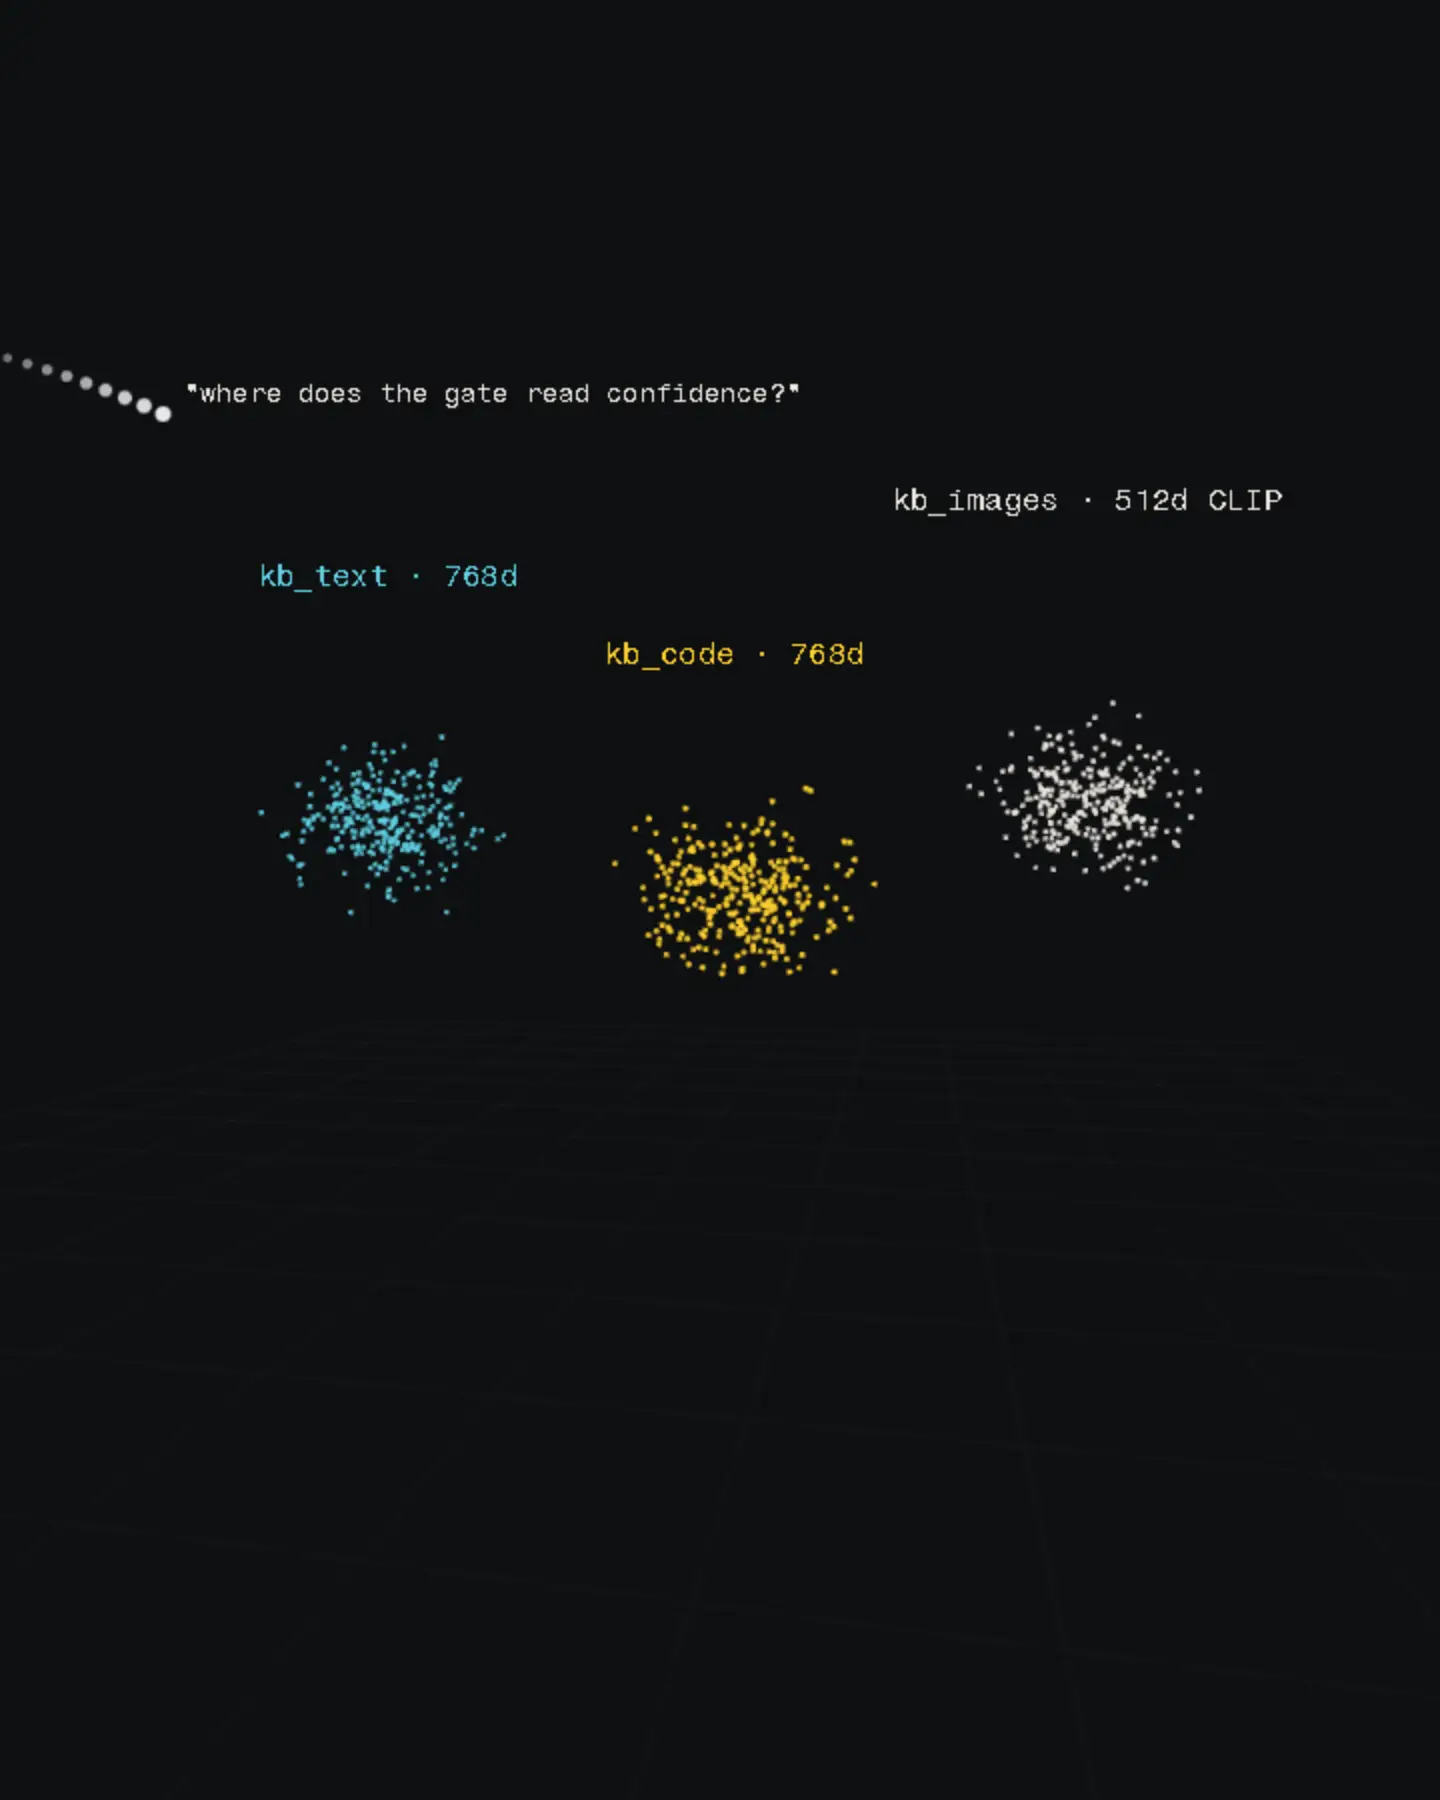 "where does the gate read confidence?"
kb_images · 512d CLIP
kb_text · 768d
kb_code · 768d